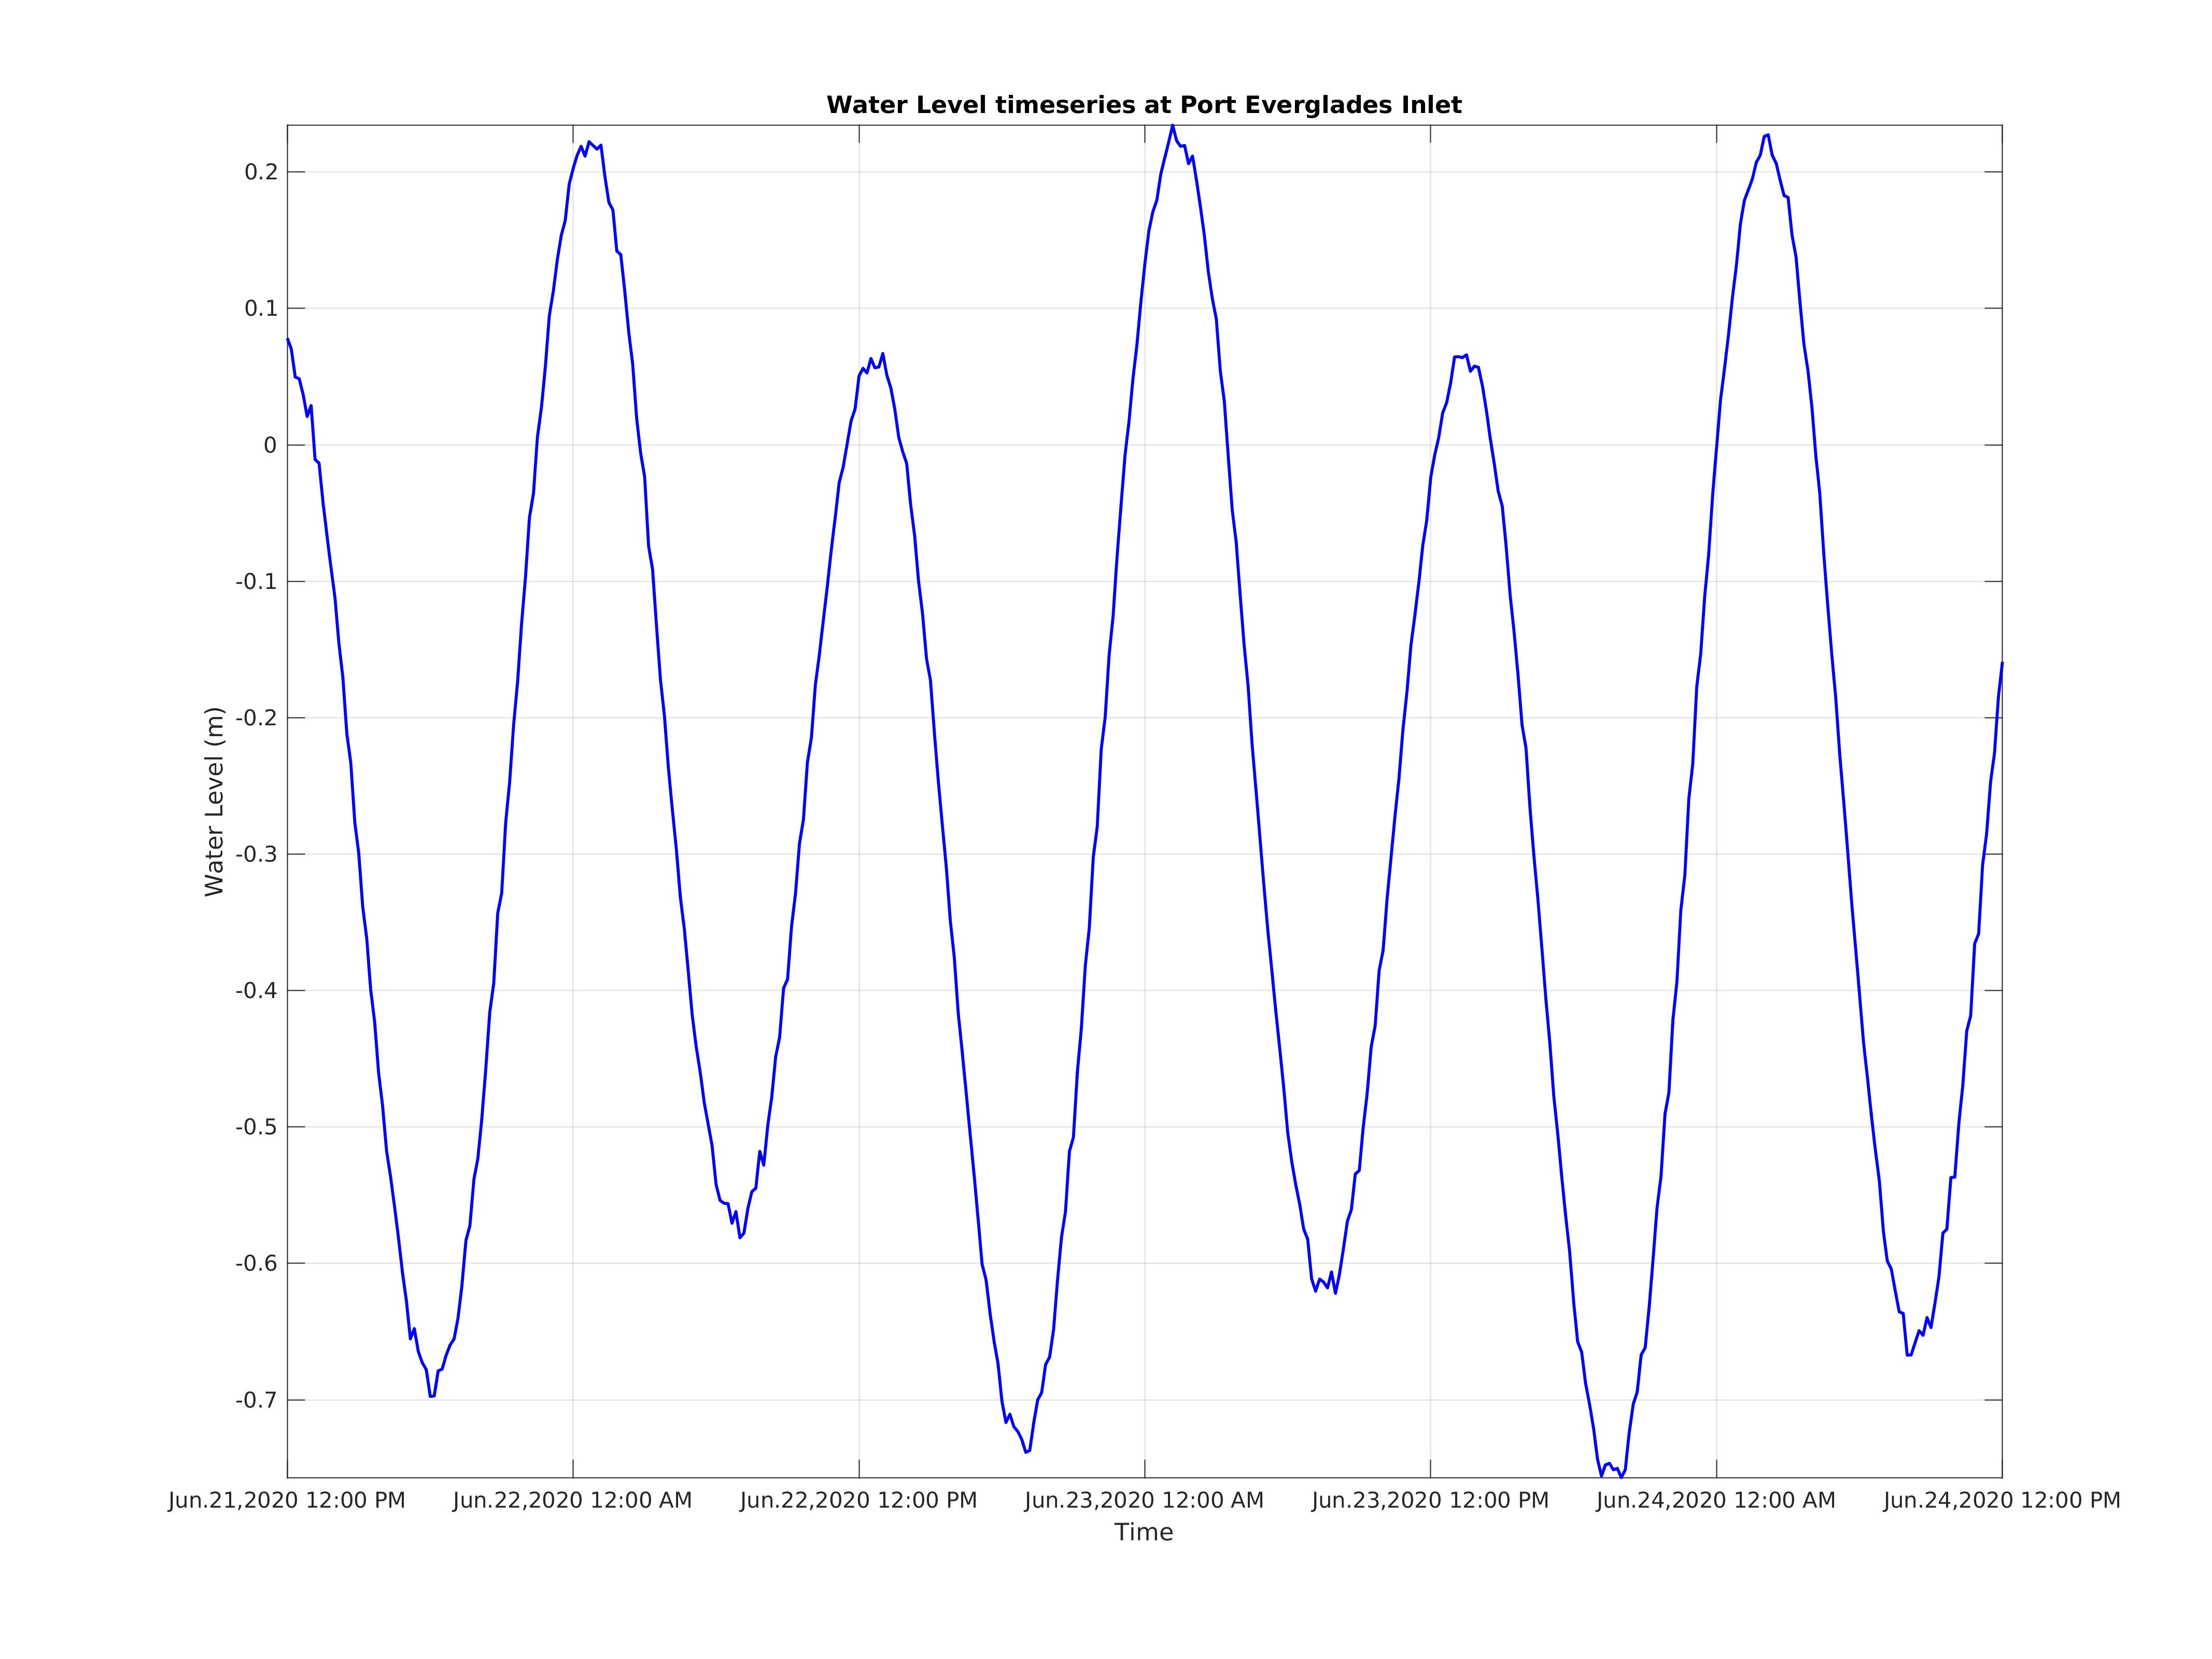 Water Level timeseries at Port Everglades Inlet
0.2
0.1
0
-0.1
-0.2
-0.3
-0.4
-0.5
-0.6
-0.7
Water Level (m)
Jun.21,2020 12:00 PM Jun.22,2020 12:00 AM Jun.22,2020 12:00 PM Jun.23,2020 12:00 AM Jun.23,2020 12:00 PM Jun.24,2020 12:00 AM Jun.24,2020 12:00 PM
Time